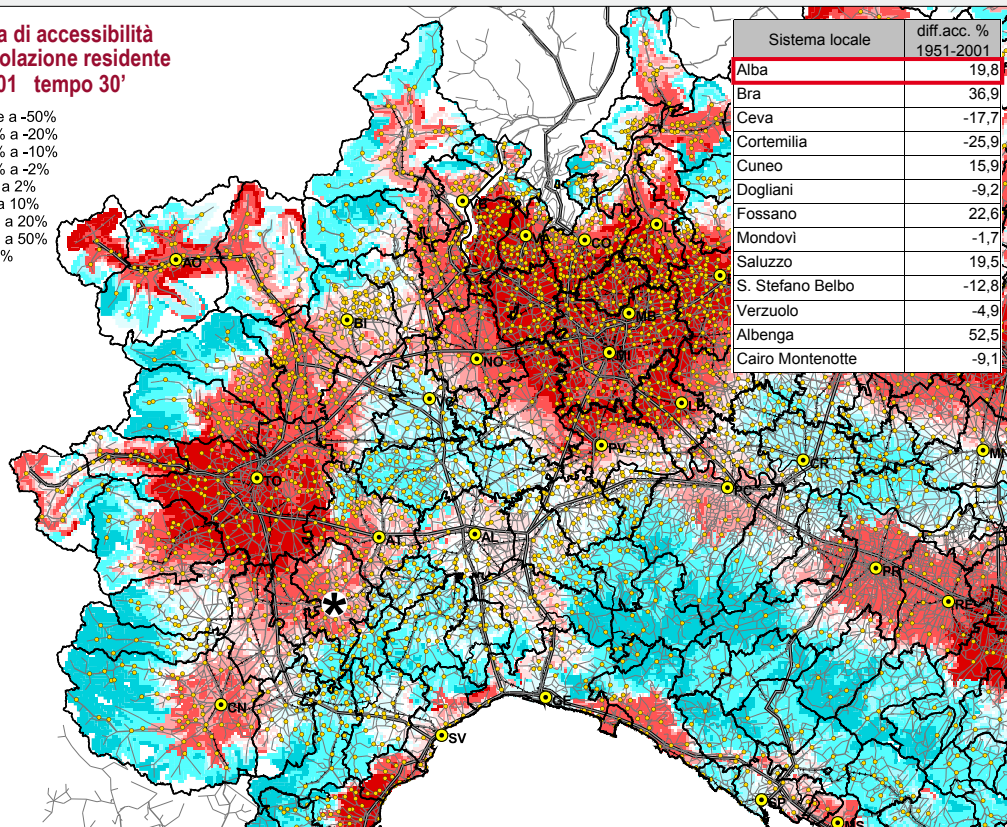 a di accessibilità
olazione residente
01 tempo 30'
e a -50%
% a -20%
% a -10%
% a -2%
a 2%
a 10%
a 20%
a 50%
%
Sistema locale diff.acc. % 1951-2001
Alba 19,8
Bra 36,9
Ceva -17,7
Cortemilia -25,9
Cuneo 15,9
Dogliani -9,2
Fossano 22,6
Mondovì -1,7
Saluzzo 19,5
S. Stefano Belbo -12,8
Verzuolo -4,9
Albenga 52,5
Cairo Montenotte -9,1
VA
CO
AO
BI
MB
NO
MI
PV
CR
TO
AT
AL
PR
RE
*
CN
GE
SV
SP
MS